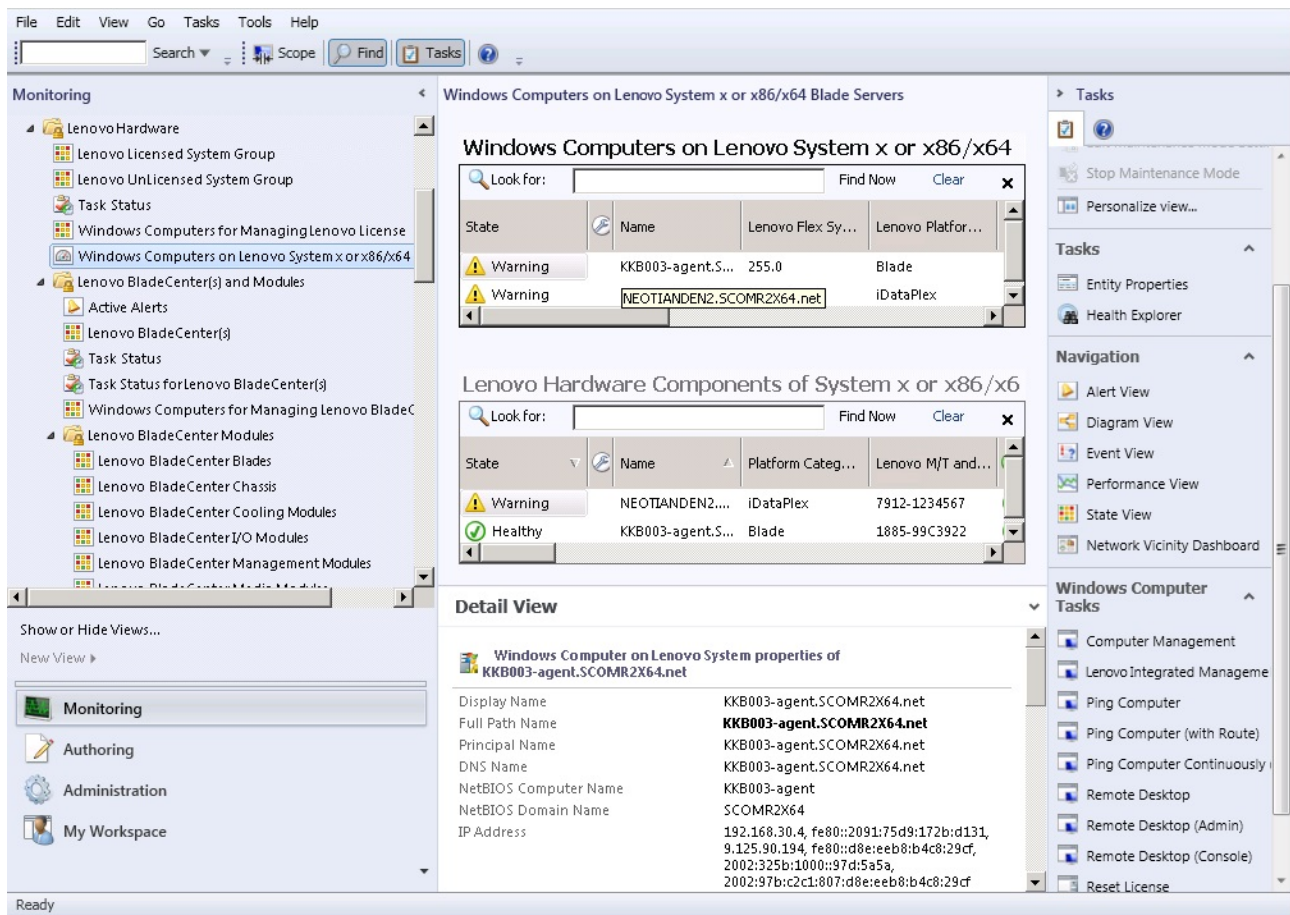 File Edit View Go Tasks Tools Help
Search Scope Find Tasks
Monitoring
Lenovo Hardware
Lenovo Licensed System Group
Lenovo UnLicensed System Group
Task Status
Windows Computers for Managing Lenovo License
Windows Computers on Lenovo System x or x86/x64
Lenovo BladeCenter(s) and Modules
Active Alerts
Lenovo BladeCenter(s)
Task Status
Task Status for Lenovo BladeCenter(s)
Windows Computers for Managing Lenovo BladeC
Lenovo BladeCenter Modules
Lenovo BladeCenter Blades
Lenovo BladeCenter Chassis
Lenovo BladeCenter Cooling Modules
Lenovo BladeCenter I/O Modules
Lenovo BladeCenter Management Modules
Show or Hide Views...
New View
Monitoring
Authoring
Administration
My Workspace
Ready
Windows Computers on Lenovo System x or x86/x64 Blade Servers
Windows Computers on Lenovo System x or x86/x64
Look for: Find Now Clear
State Name Lenovo Flex Sy... Lenovo Platfor...
Warning KKB003-agent.S... 255.0 Blade
Warning NEOTIANDEN2.SCOMR2X64.net iDataPlex
Lenovo Hardware Components of System x or x86/x6
Look for: Find Now Clear
State Name Platform Categ... Lenovo M/T and...
Warning NEOTIANDEN2.... iDataPlex 7912-1234567
Healthy KKB003-agent.S... Blade 1885-99C3922
Detail View
Windows Computer on Lenovo System properties of
KKB003-agent.SCOMR2X64.net
Display Name KKB003-agent.SCOMR2X64.net
Full Path Name KKB003-agent.SCOMR2X64.net
Principal Name KKB003-agent.SCOMR2X64.net
DNS Name KKB003-agent.SCOMR2X64.net
NetBIOS Computer Name KKB003-agent
NetBIOS Domain Name SCOMR2X64
IP Address 192.168.30.4, fe80::2091:75d9:172b:d131,
9.125.90.194, fe80::d8e:eeb8:b4c8:29cf,
2002:325b:1000::97d:5a5a,
2002:97b:c2c1:807:d8e:eeb8:b4c8:29cf
Tasks
Stop Maintenance Mode
Personalize view...
Tasks
Entity Properties
Health Explorer
Navigation
Alert View
Diagram View
Event View
Performance View
State View
Network Vicinity Dashboard
Windows Computer
Tasks
Computer Management
Lenovo Integrated Manageme
Ping Computer
Ping Computer (with Route)
Ping Computer Continuously
Remote Desktop
Remote Desktop (Admin)
Remote Desktop (Console)
Reset License